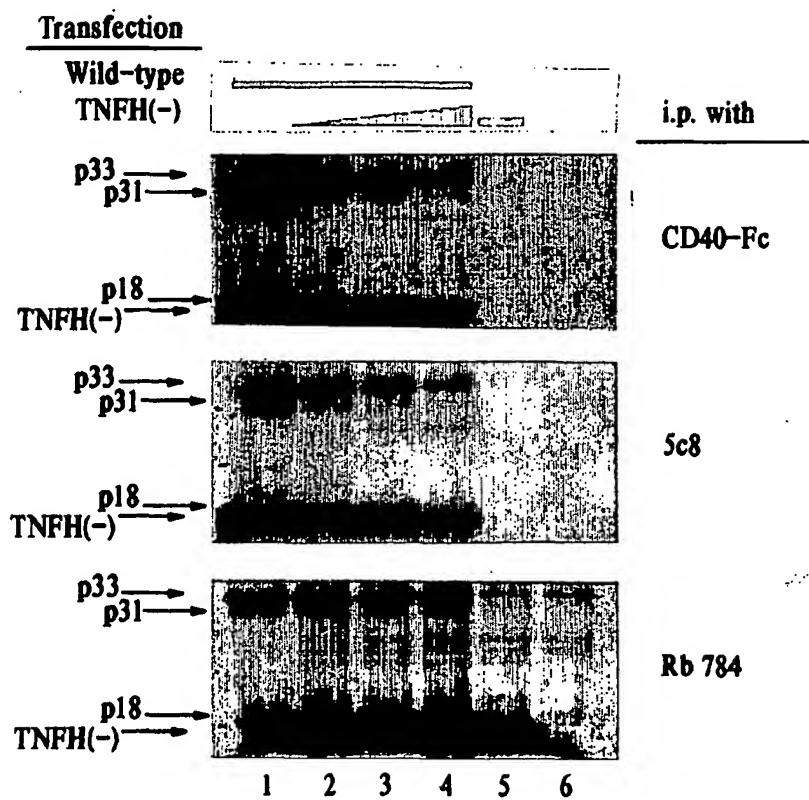 Transfection
Wild-type
TNFH(-)
i.p. with
p33
p31
CD40-Fc
p18
TNFH(-)
p33
p31
5c8
p18
TNFH(-)
p33
p31
Rb 784
p18
TNFH(-)
1 2 3 4 5 6